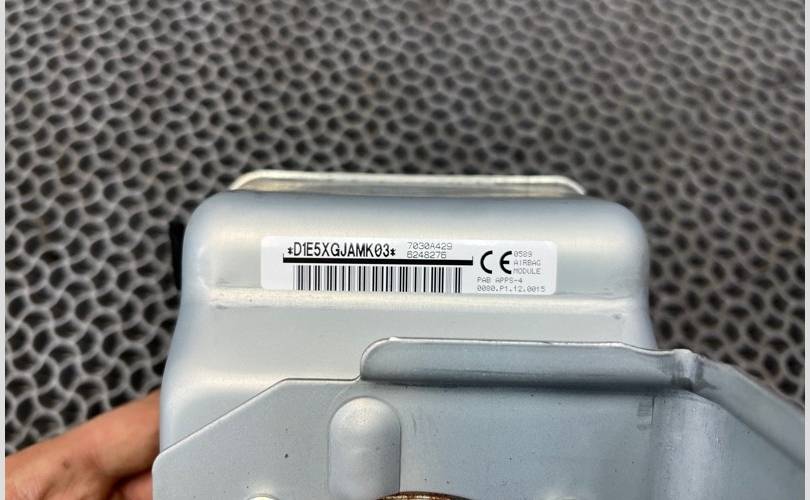 *D1E5XGJAMK03*
7030A429
6248276
CE 0589
AIRBAG
MODULE
PAB APPS-4
0080.P1.12.0015